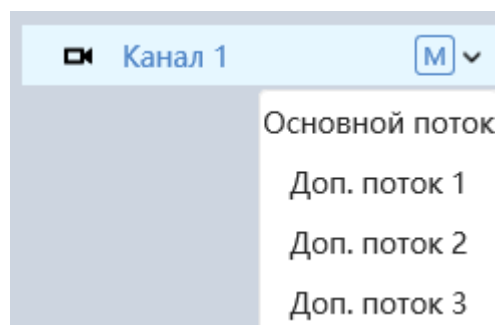 Канал 1 M
Основной поток
Доп. поток 1
Доп. поток 2
Доп. поток 3